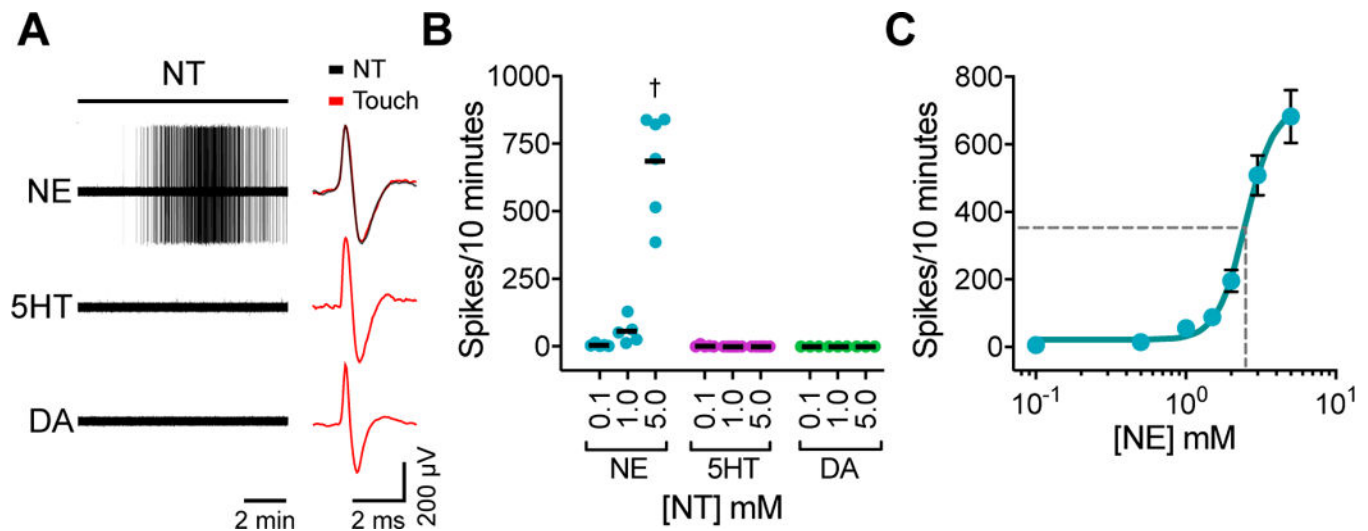 A
NT
NT
Touch
NE
5HT
DA
2 min
2 ms
200 µV
B
Spikes/10 minutes
1000
750
500
250
0
†
0.1 1.0 5.0 0.1 1.0 5.0 0.1 1.0 5.0
NE 5HT DA
[NT] mM
C
Spikes/10 minutes
800
600
400
200
0
10⁻¹ 10⁰ 10¹
[NE] mM